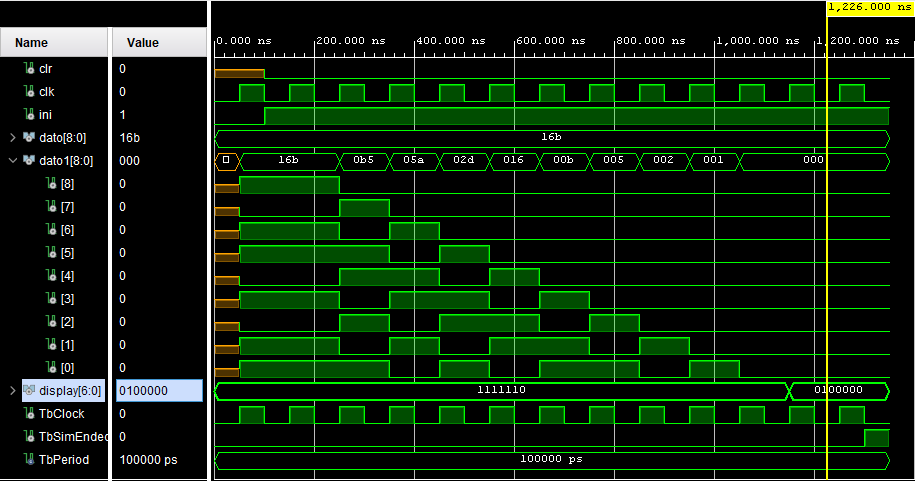 1,226.000 ns
Name Value 0.000 ns 200.000 ns 400.000 ns 600.000 ns 800.000 ns 1,000.000 ns 1,200.000 ns
clr 0
clk 0
ini 1
dato[8:0] 16b 16b
dato1[8:0] 000 16b 0b5 05a 02d 016 00b 005 002 001 000
[8] 0
[7] 0
[6] 0
[5] 0
[4] 0
[3] 0
[2] 0
[1] 0
[0] 0
display[6:0] 0100000 1111110 0100000
TbClock 0
TbSimEnded 0
TbPeriod 100000 ps 100000 ps